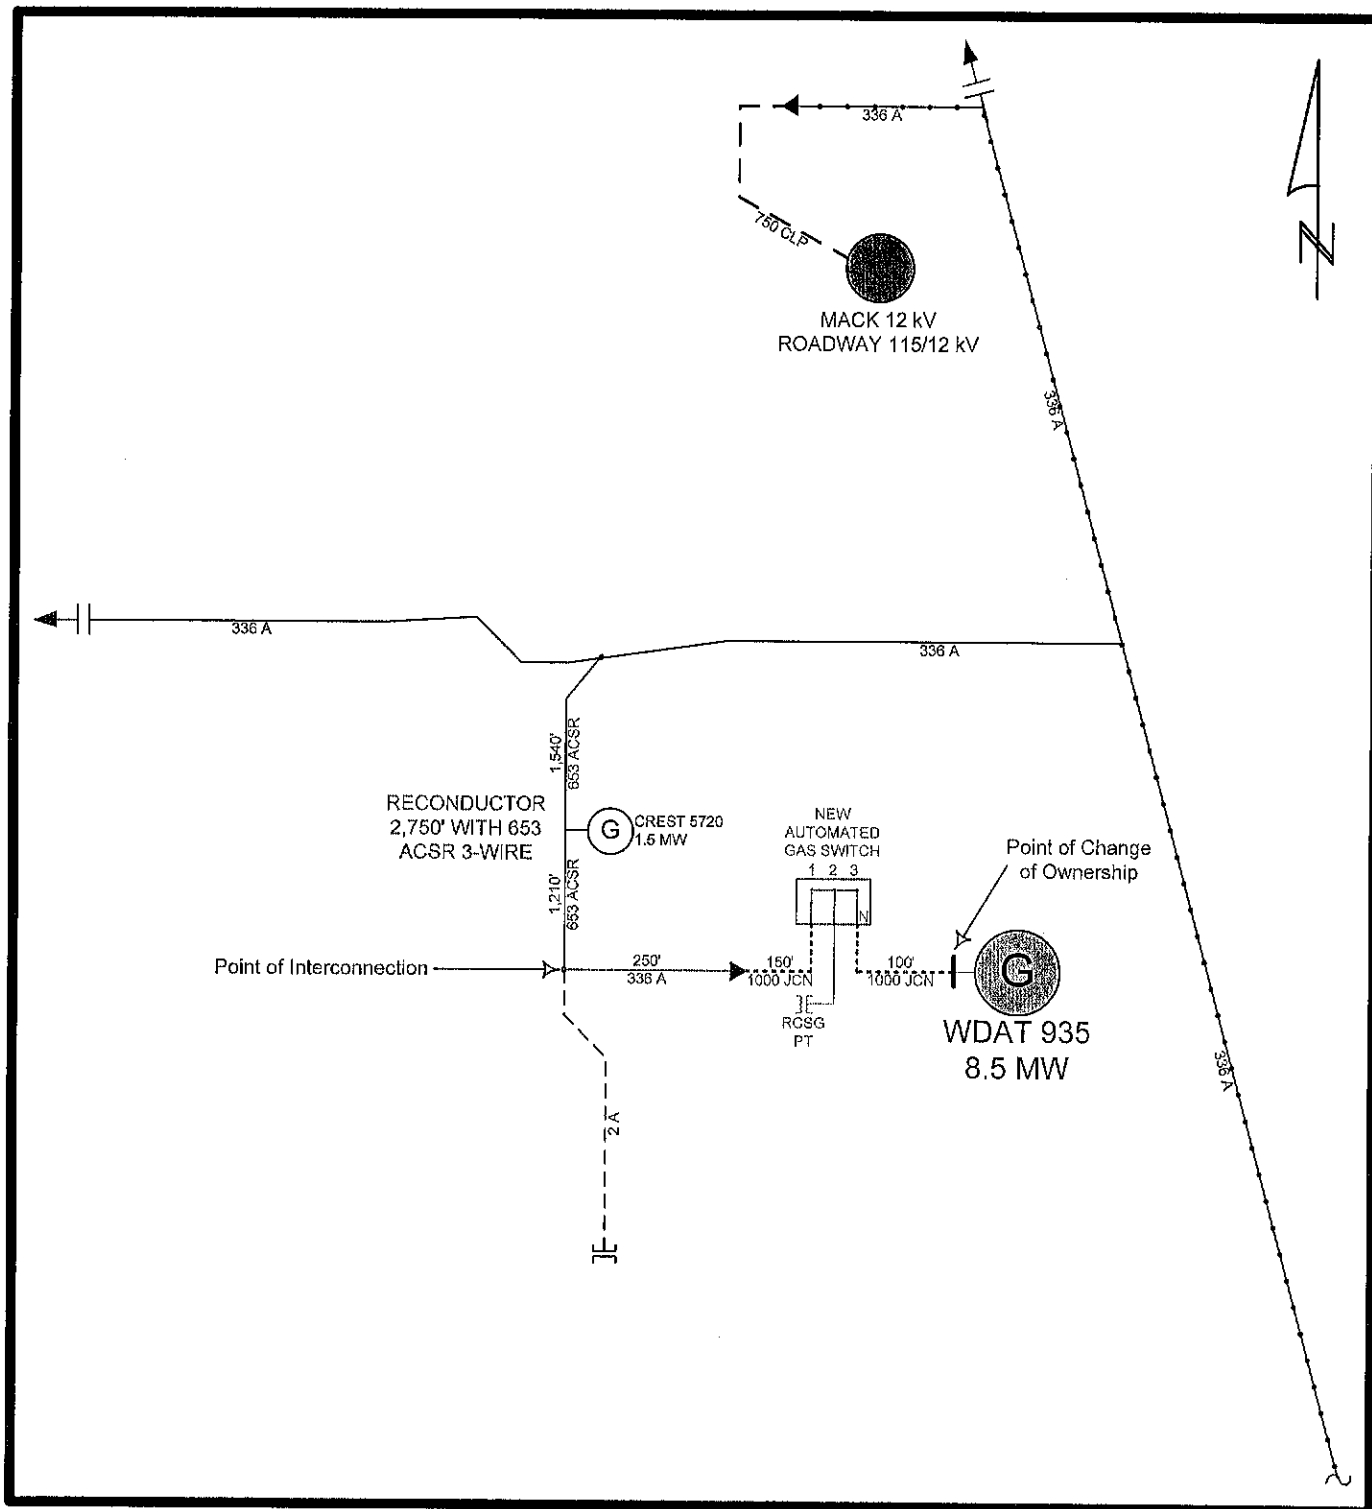 336 A
750 CLP
N
MACK 12 kV
ROADWAY 115/12 kV
336 A
336 A
336 A
1,540'
653 ACSR
RECONDUCTOR
2,750' WITH 653
ACSR 3-WIRE
G
CREST 5720
1.5 MW
NEW
AUTOMATED
GAS SWITCH
1 2 3
N
Point of Change
of Ownership
1,210'
653 ACSR
Point of Interconnection
250'
336 A
150'
1000 JCN
100'
1000 JCN
G
RCSG
PT
WDAT 935
8.5 MW
336 A
2 A